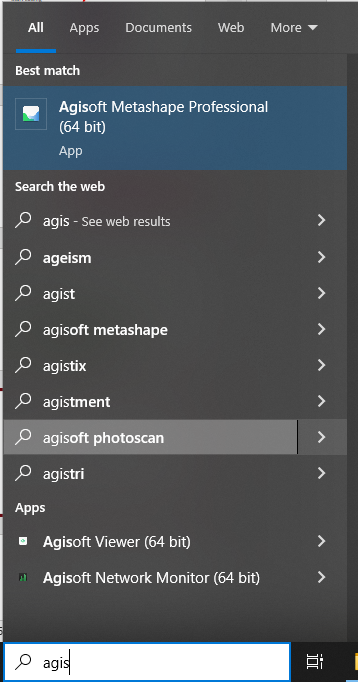 All Apps Documents Web More
Best match
Agisoft Metashape Professional
(64 bit)
App
Search the web
agis - See web results
ageism
agist
agisoft metashape
agistix
agistment
agisoft photoscan
agistri
Apps
Agisoft Viewer (64 bit)
Agisoft Network Monitor (64 bit)
agis